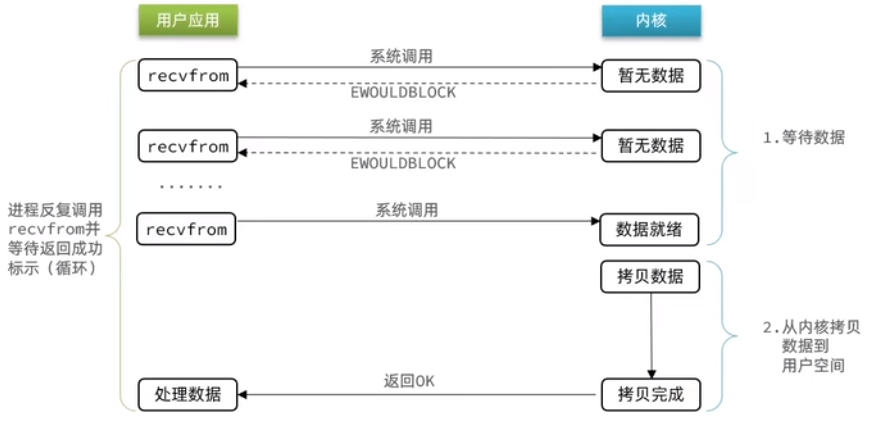 用户应用
内核
系统调用
recvfrom
暂无数据
EWOULDBLOCK
系统调用
recvfrom
暂无数据
1.等待数据
EWOULDBLOCK
.......
进程反复调用
recvfrom并
等待返回成功
标示（循环）
系统调用
recvfrom
数据就绪
拷贝数据
2.从内核拷贝
数据到
用户空间
返回OK
处理数据
拷贝完成